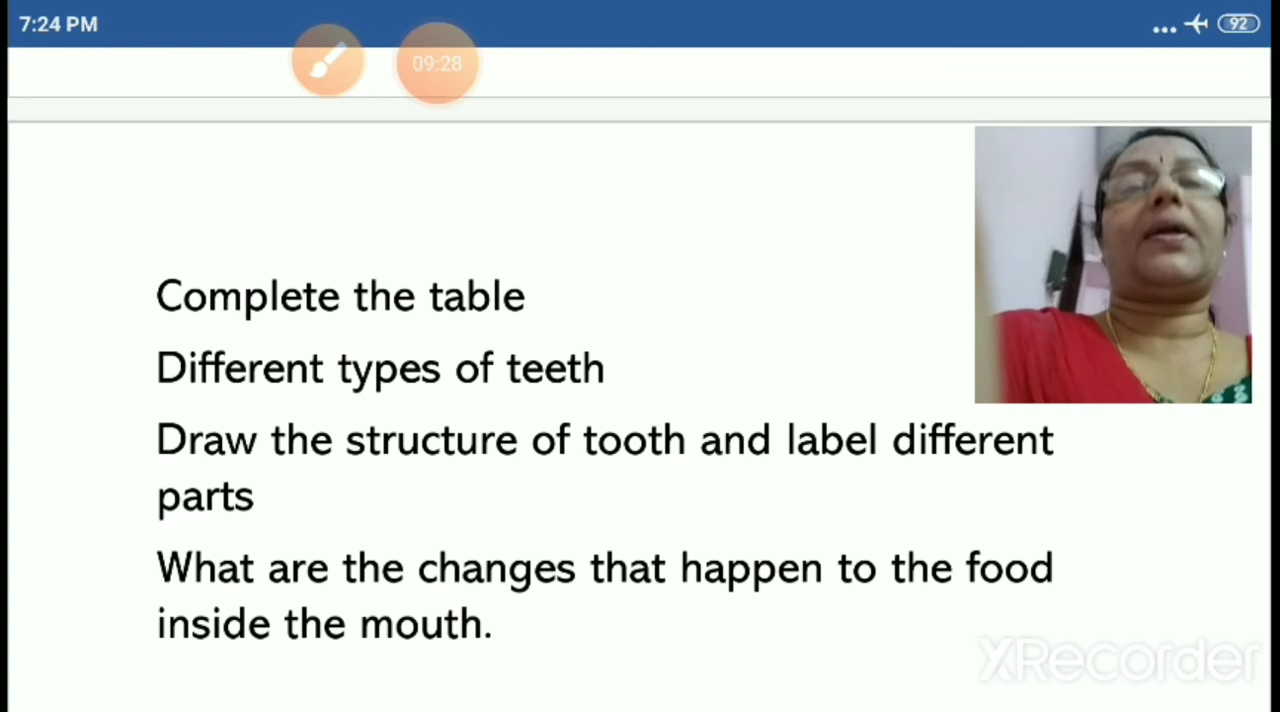 7:24 PM
92
09:28
Complete the table
Different types of teeth
Draw the structure of tooth and label different
parts
What are the changes that happen to the food
inside the mouth.
XRecorder